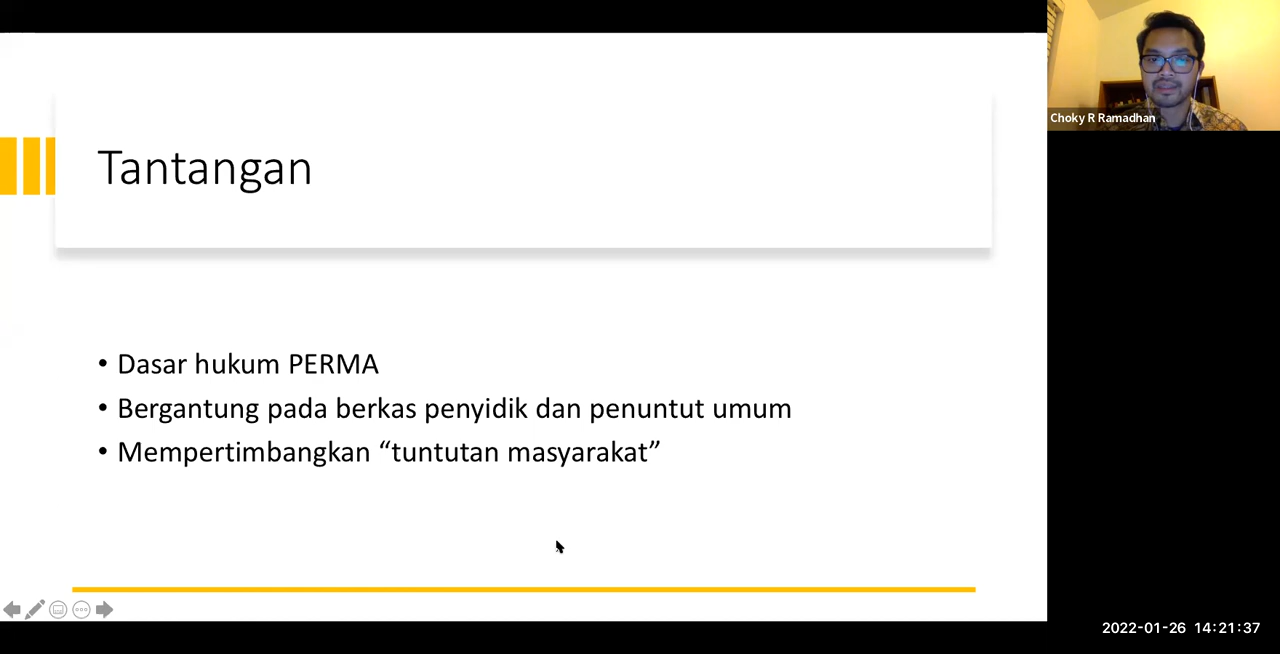 Choky R Ramadhan
Tantangan
• Dasar hukum PERMA
• Bergantung pada berkas penyidik dan penuntut umum
• Mempertimbangkan “tuntutan masyarakat”
2022-01-26 14:21:37